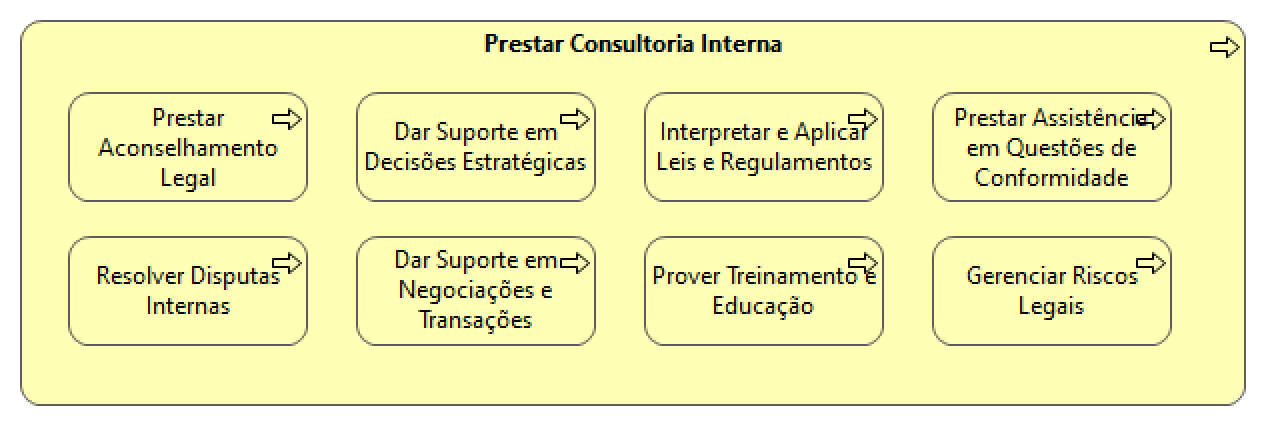 Prestar Consultoria Interna
Prestar
Aconselhamento
Legal
Dar Suporte em
Decisões Estratégicas
Interpretar e Aplicar
Leis e Regulamentos
Prestar Assistência
em Questões de
Conformidade
Resolver Disputas
Internas
Dar Suporte em
Negociações e
Transações
Prover Treinamento e
Educação
Gerenciar Riscos
Legais